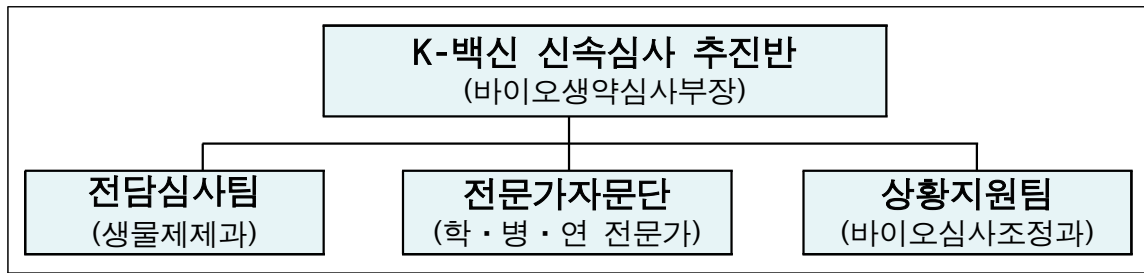 K-백신 신속심사 추진반
(바이오생약심사부장)
전담심사팀
(생물제제과)
전문가자문단
(학·병·연 전문가)
상황지원팀
(바이오심사조정과)